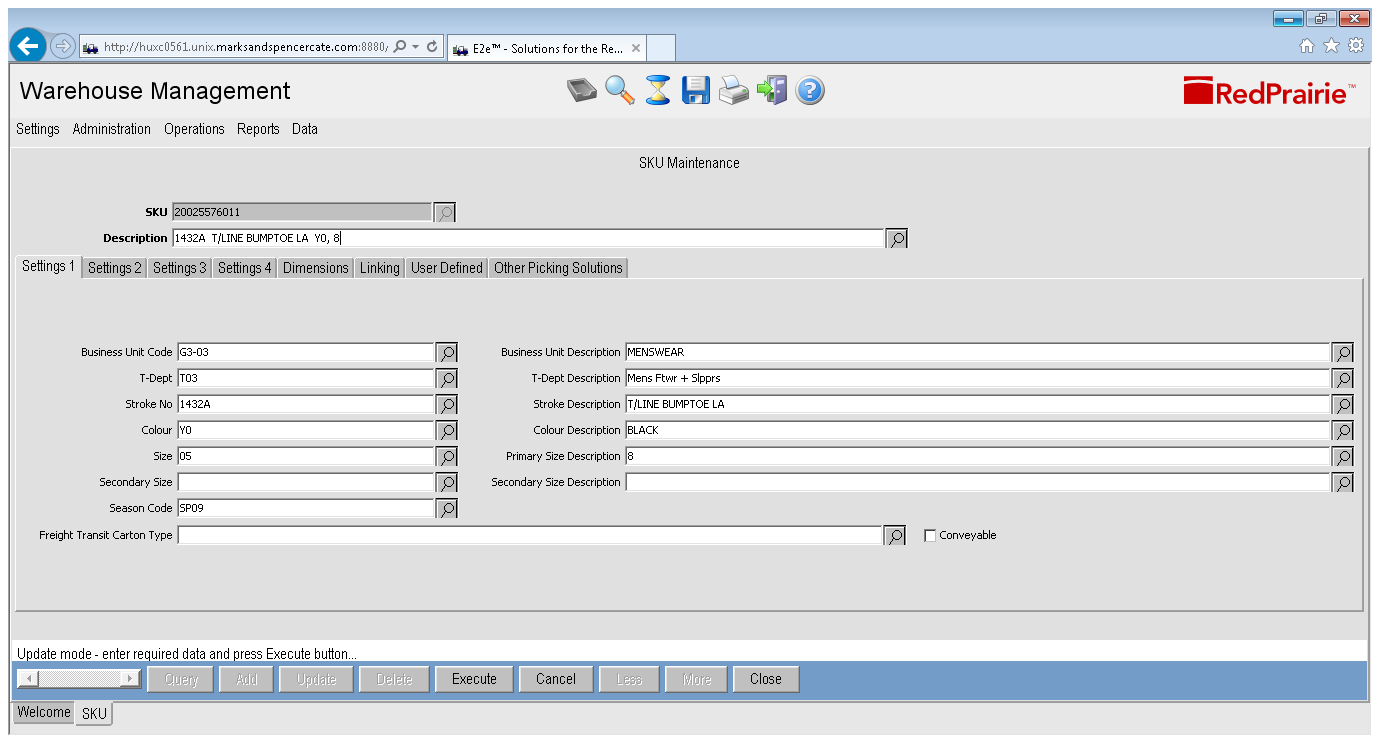 http://huxc0561.unix.marksandspencercate.com:8880/
E2e™ - Solutions for the Re...
Warehouse Management
RedPrairie™
Settings Administration Operations Reports Data
SKU Maintenance
SKU 20025576011
Description 1432A T/LINE BUMPTOE LA Y0, 8
Settings 1 Settings 2 Settings 3 Settings 4 Dimensions Linking User Defined Other Picking Solutions
Business Unit Code G3-03 Business Unit Description MENSWEAR
T-Dept T03 T-Dept Description Mens Ftwr + Slpprs
Stroke No 1432A Stroke Description T/LINE BUMPTOE LA
Colour Y0 Colour Description BLACK
Size 05 Primary Size Description 8
Secondary Size Secondary Size Description
Season Code SP09
Freight Transit Carton Type Conveyable
Update mode - enter required data and press Execute button...
Query Add Update Delete Execute Cancel Less More Close
Welcome SKU